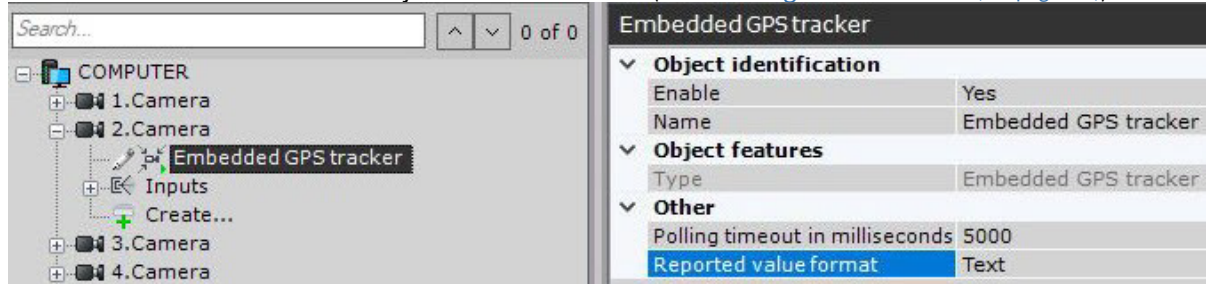 Search...
0 of 0
COMPUTER
1.Camera
2.Camera
Embedded GPS tracker
Inputs
Create...
3.Camera
4.Camera
Embedded GPS tracker
Object identification
Enable Yes
Name Embedded GPS tracker
Object features
Type Embedded GPS tracker
Other
Polling timeout in milliseconds 5000
Reported value format Text